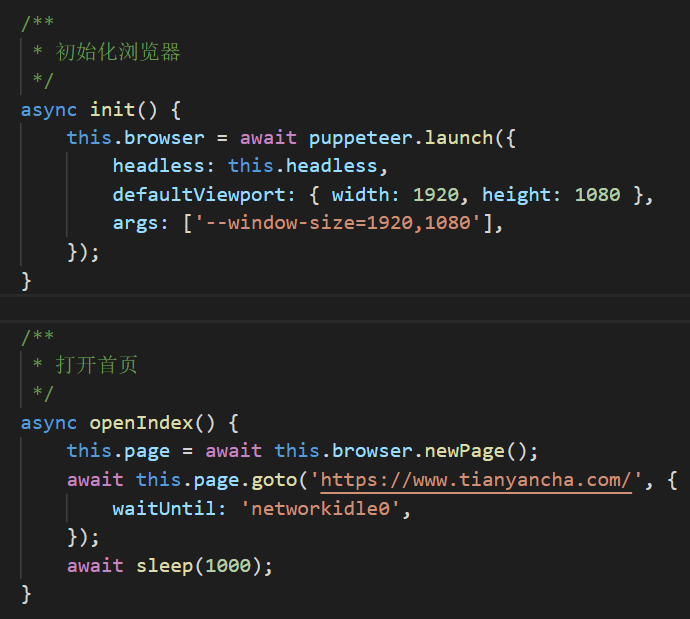 /**
 * 初始化浏览器
 */
async init() {
    this.browser = await puppeteer.launch({
        headless: this.headless,
        defaultViewport: { width: 1920, height: 1080 },
        args: ['--window-size=1920,1080'],
    });
}
/**
 * 打开首页
 */
async openIndex() {
    this.page = await this.browser.newPage();
    await this.page.goto('https://www.tianyancha.com/', {
        waitUntil: 'networkidle0',
    });
    await sleep(1000);
}